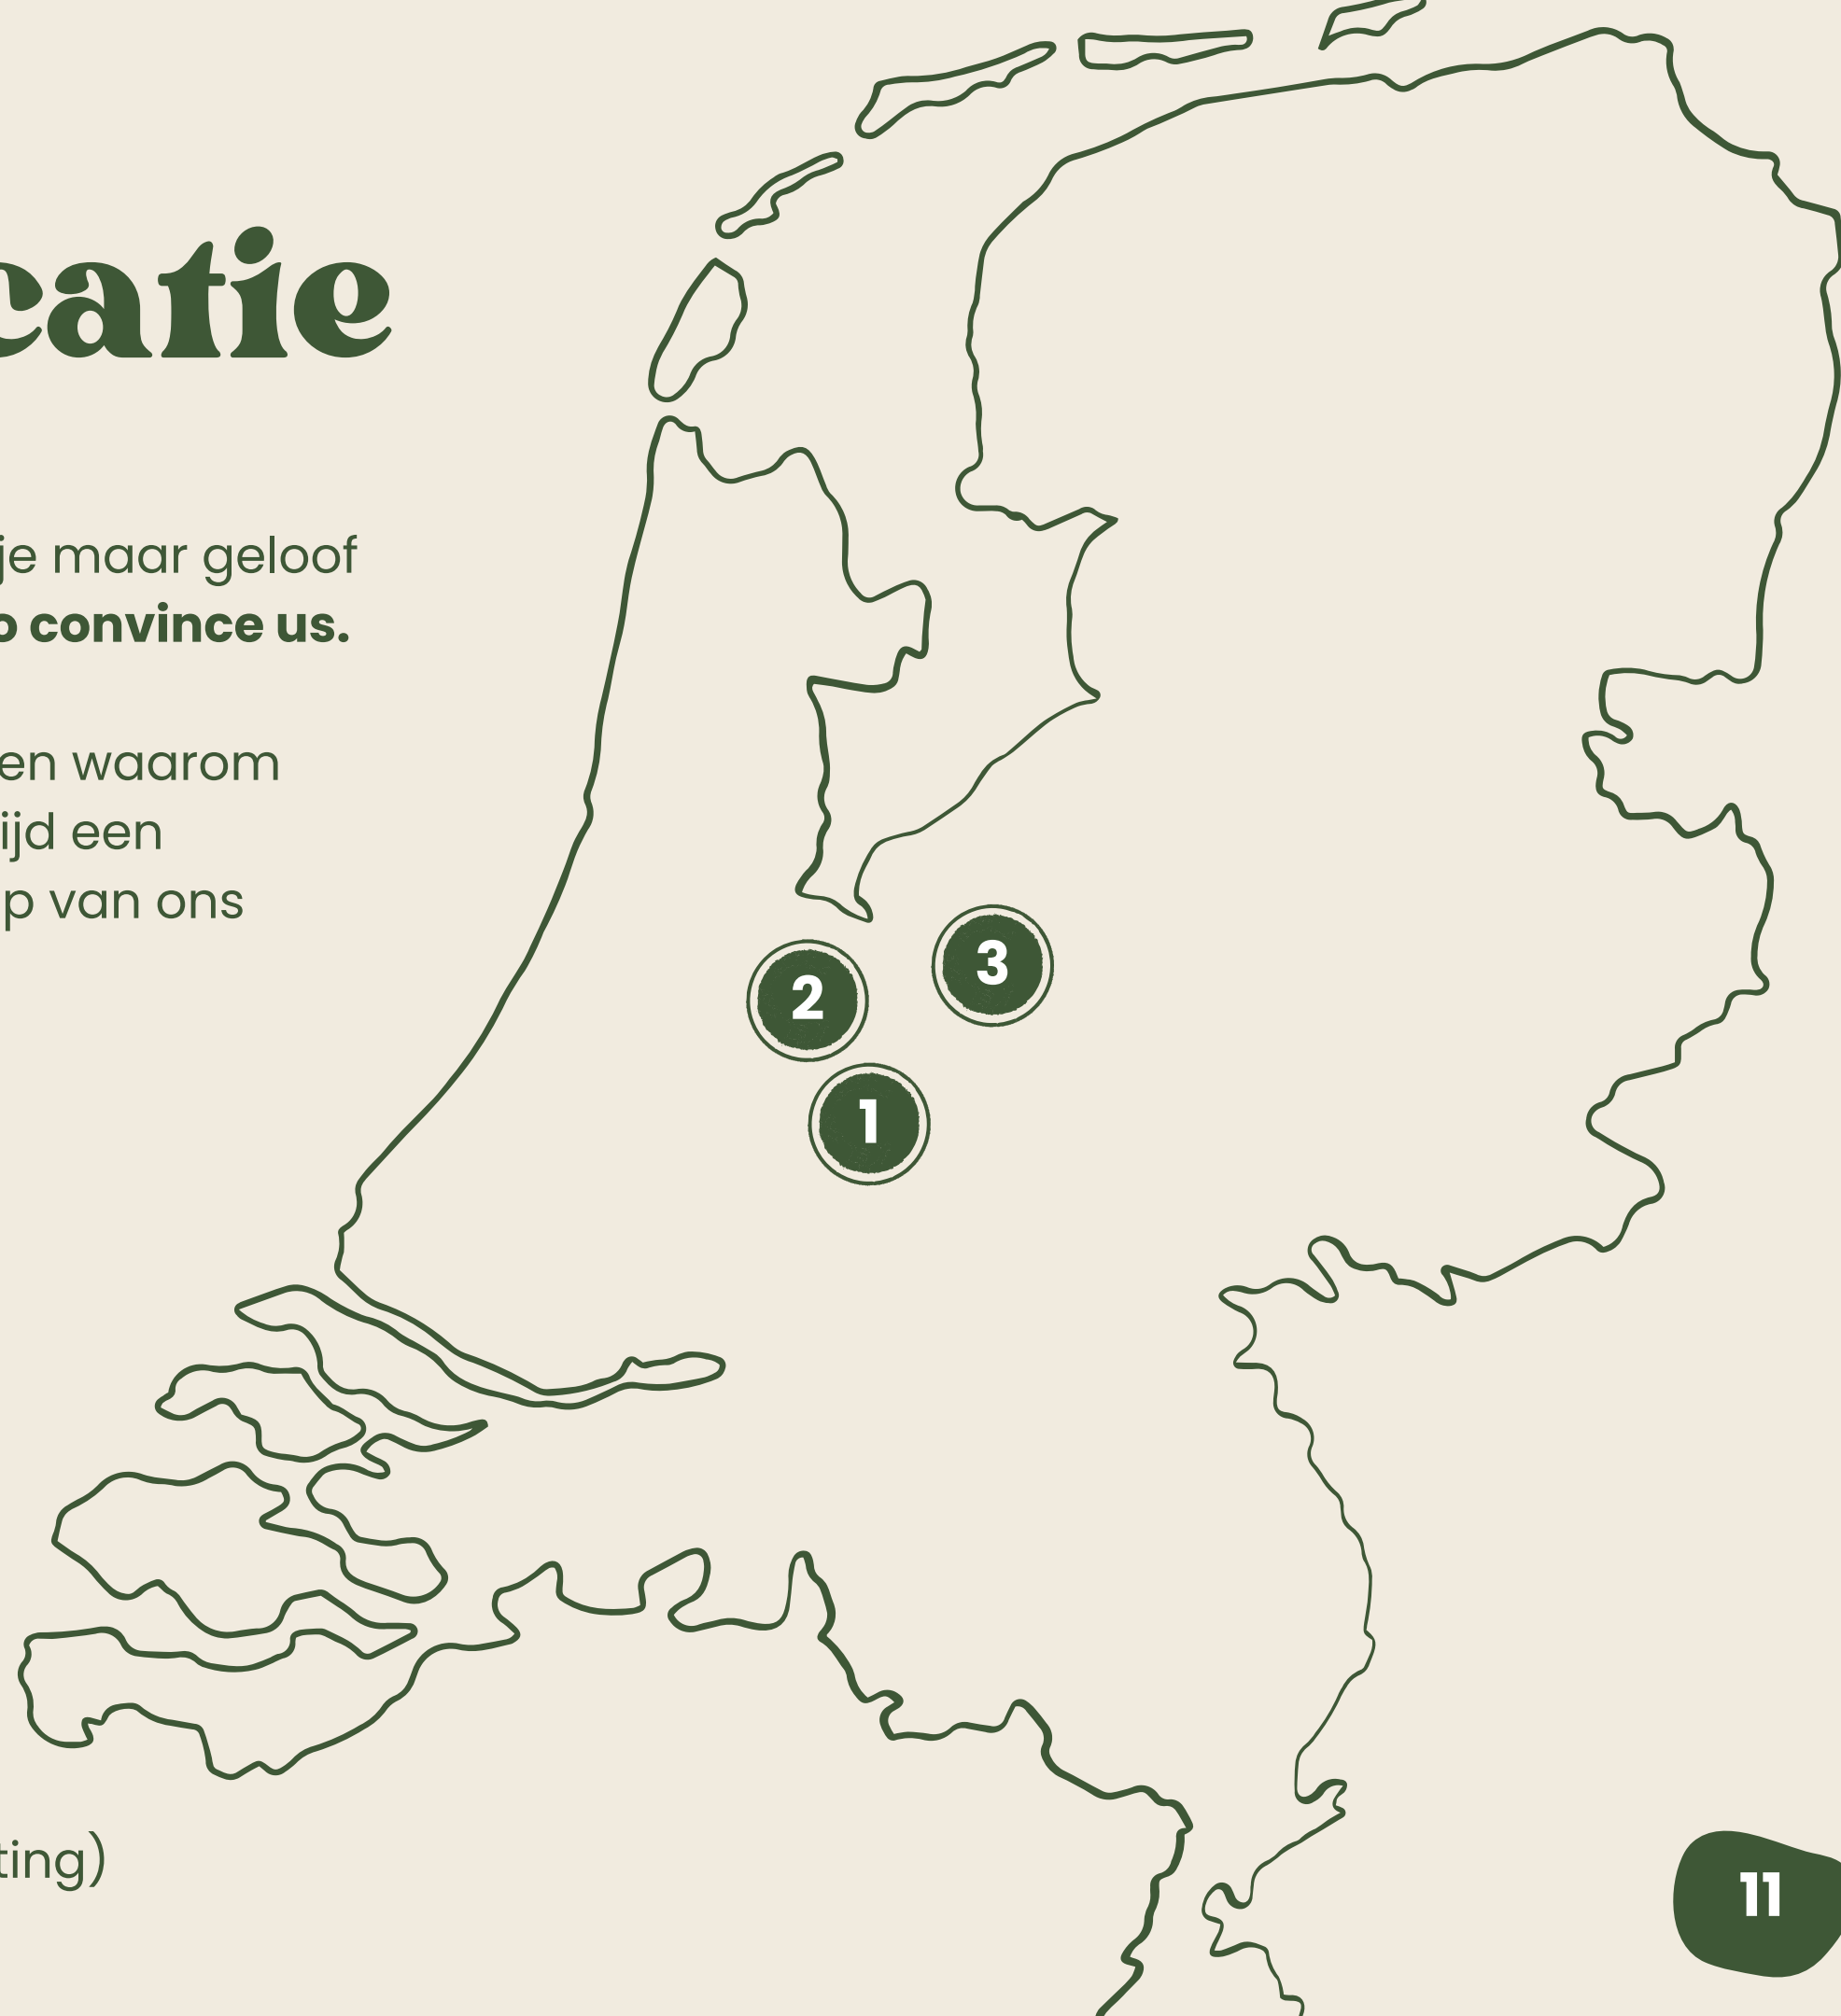 catie
je maar geloof
o convince us.
en waarom
ijd een
p van ons
3
2
1
ting)
11